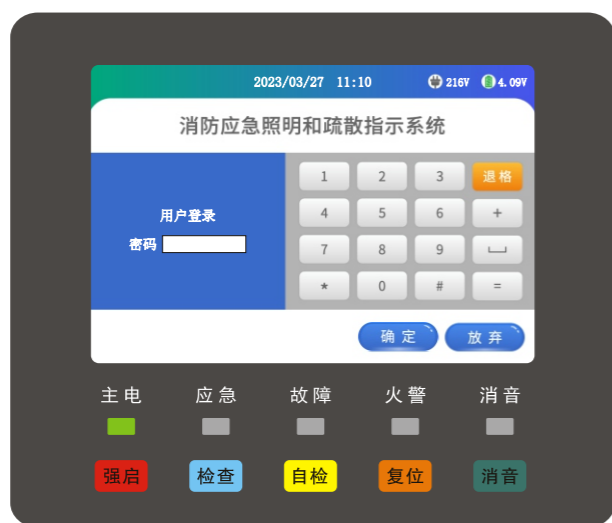 2023/03/27 11:10 216V 4.09V
消防应急照明和疏散指示系统
用户登录
密码
1 2 3 退格
4 5 6 +
7 8 9 ⎵
* 0 # =
确定 放弃
主电 应急 故障 火警 消音
强启 检查 自检 复位 消音